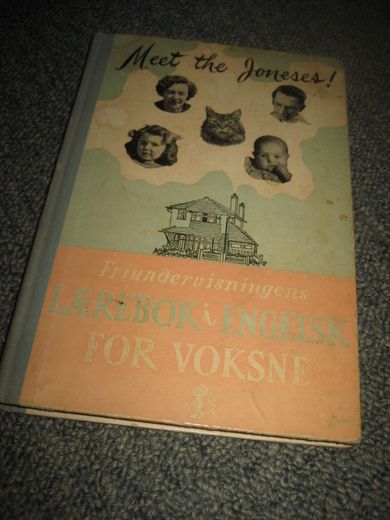 Meet the Joneses!
Friundervisningens
LÆREBOK i ENGELSK
FOR VOKSNE